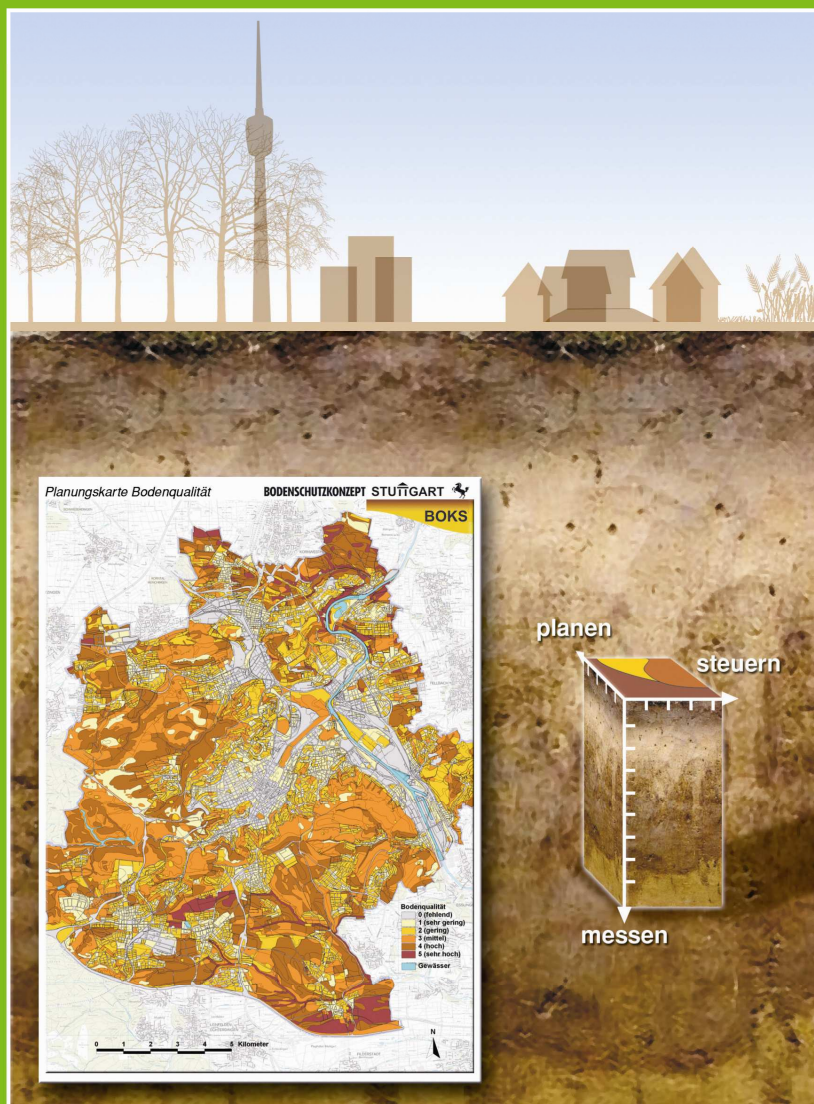 Planungskarte Bodenqualität
BODENSCHUTZKONZEPT STUTTGART
BOKS
planen
steuern
messen
Bodenqualität
0 (fehlend)
1 (sehr gering)
2 (gering)
3 (mittel)
4 (hoch)
5 (sehr hoch)
Gewässer
0 1 2 3 4 5 Kilometer
N